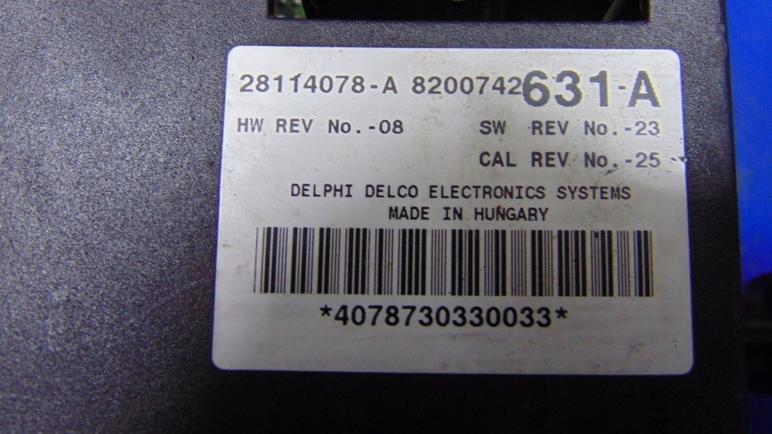 28114078-A 8200742631-A
HW REV No.-08 SW REV No.-23
CAL REV No.-25
DELPHI DELCO ELECTRONICS SYSTEMS
MADE IN HUNGARY
*4078730330033*